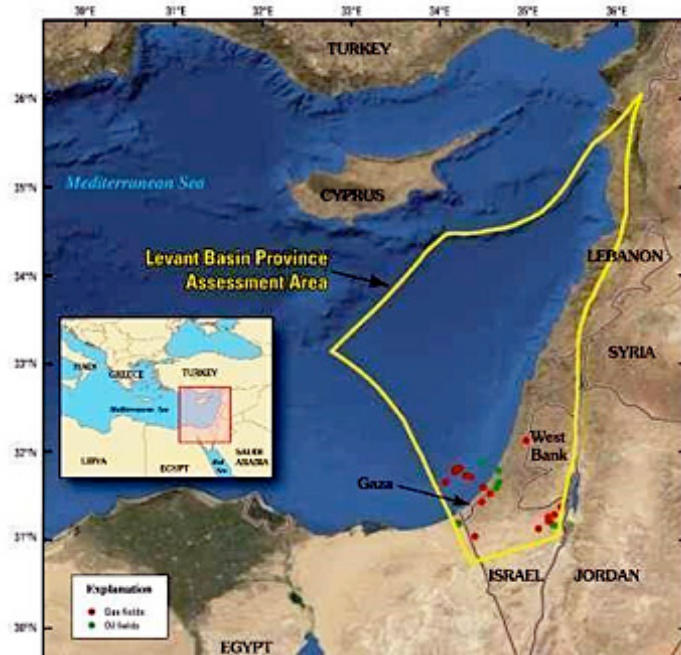 32°E 33°E 34°E 35°E 36°E
TURKEY
36°N
35°N
Mediterranean Sea
CYPRUS
Levant Basin Province
Assessment Area
LEBANON
34°N
SYRIA
33°N
GREECE
TURKEY
Mediterranean Sea
LIBYA
EGYPT
SAUDI
ARABIA
Red
Sea
32°N
West
Bank
Gaza
31°N
ISRAEL
JORDAN
Explanation
Gas fields
Oil fields
30°N
EGYPT